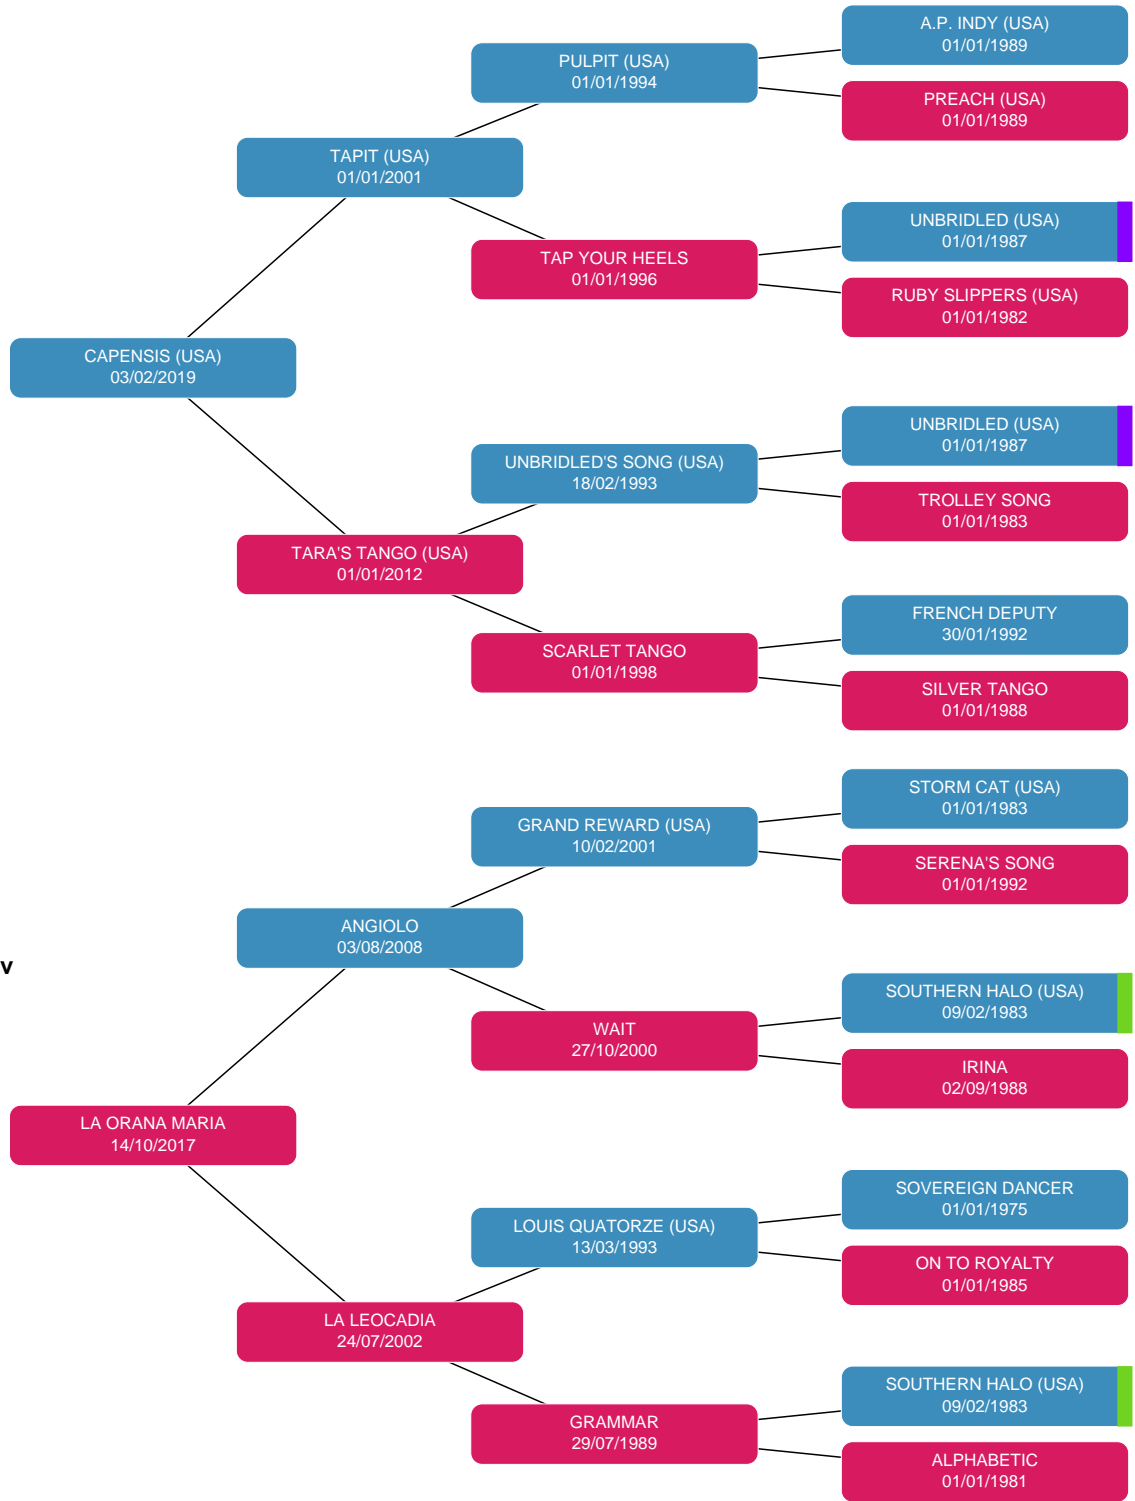 A.P. INDY (USA)
01/01/1989
PULPIT (USA)
01/01/1994
PREACH (USA)
01/01/1989
TAPIT (USA)
01/01/2001
UNBRIDLED (USA)
01/01/1987
TAP YOUR HEELS
01/01/1996
RUBY SLIPPERS (USA)
01/01/1982
CAPENSIS (USA)
03/02/2019
UNBRIDLED (USA)
01/01/1987
UNBRIDLED'S SONG (USA)
18/02/1993
TROLLEY SONG
01/01/1983
TARA'S TANGO (USA)
01/01/2012
FRENCH DEPUTY
30/01/1992
SCARLET TANGO
01/01/1998
SILVER TANGO
01/01/1988
STORM CAT (USA)
01/01/1983
GRAND REWARD (USA)
10/02/2001
SERENA'S SONG
01/01/1992
ANGIOLO
03/08/2008
v
SOUTHERN HALO (USA)
09/02/1983
WAIT
27/10/2000
IRINA
02/09/1988
LA ORANA MARIA
14/10/2017
SOVEREIGN DANCER
01/01/1975
LOUIS QUATORZE (USA)
13/03/1993
ON TO ROYALTY
01/01/1985
LA LEOCADIA
24/07/2002
SOUTHERN HALO (USA)
09/02/1983
GRAMMAR
29/07/1989
ALPHABETIC
01/01/1981